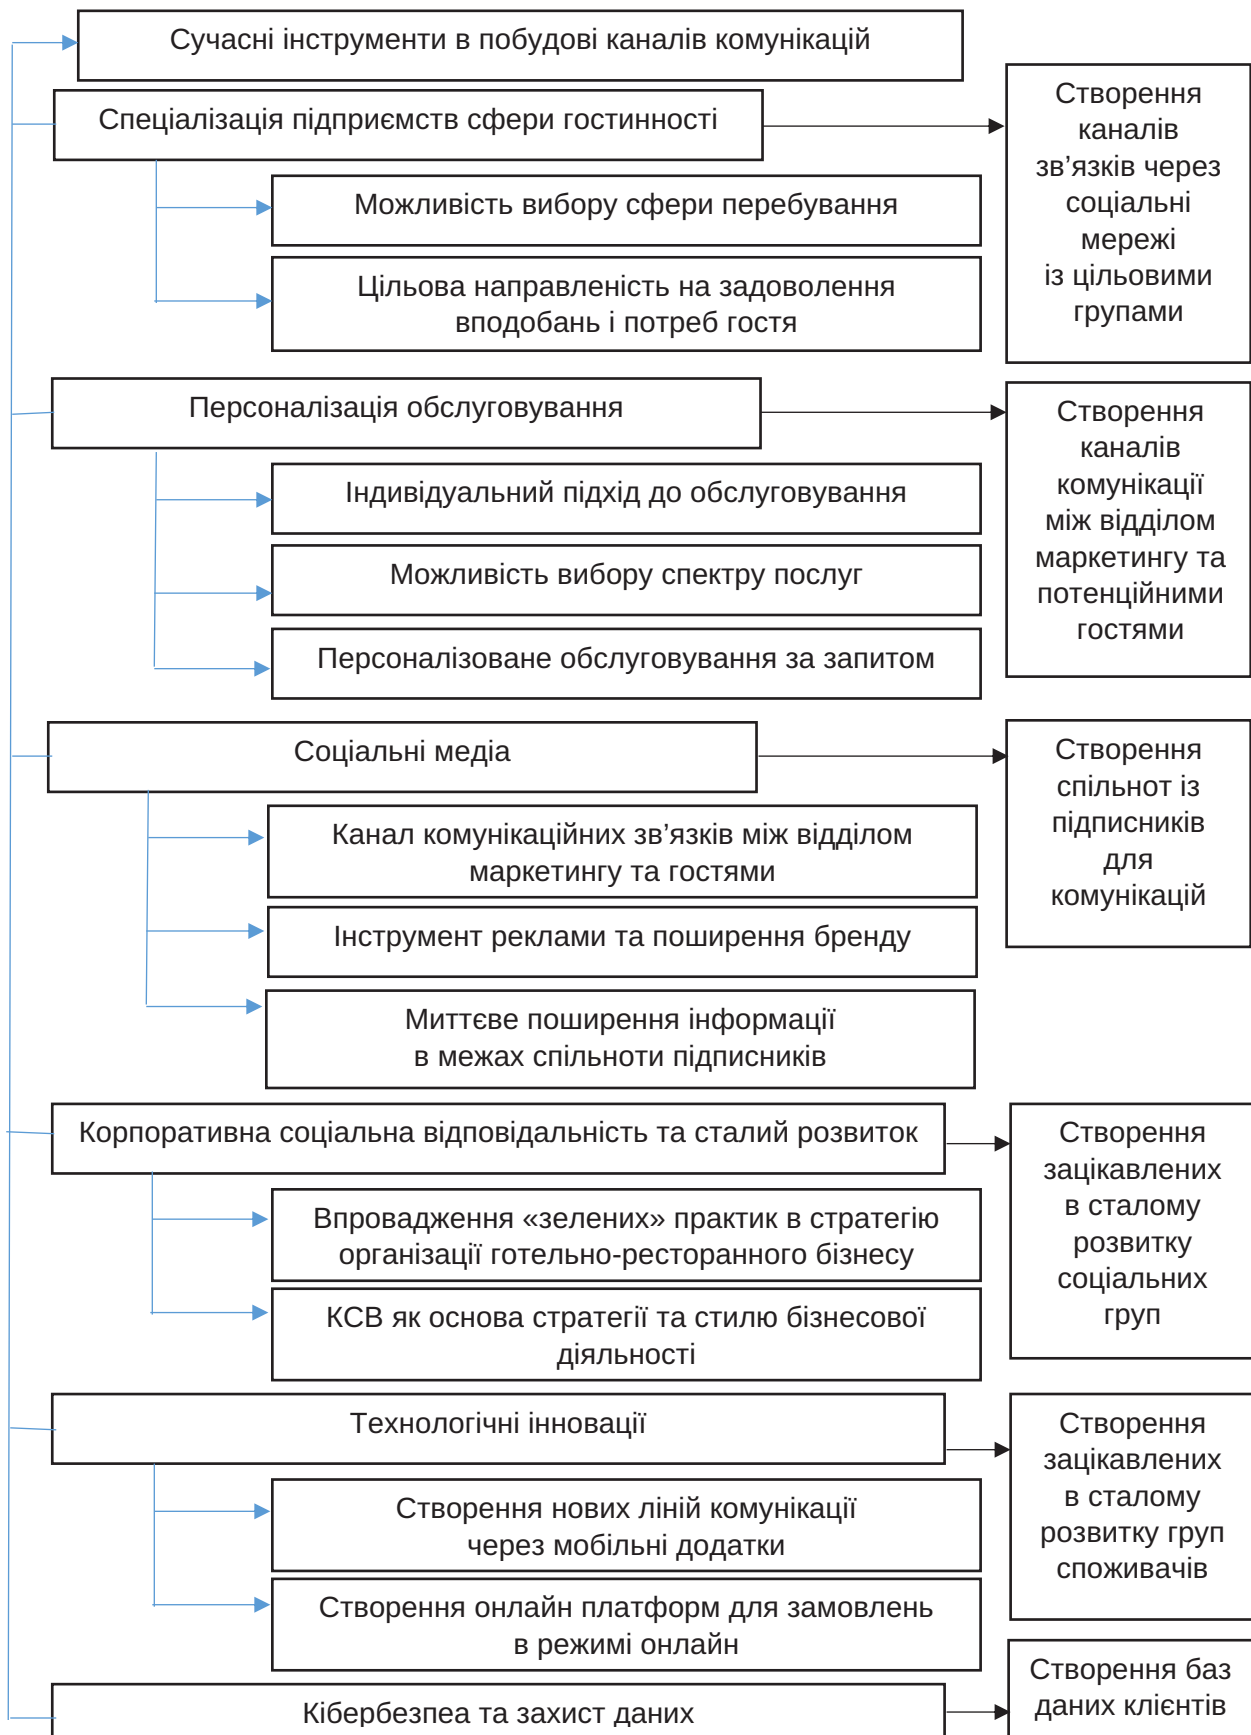 Сучасні інструменти в побудові каналів комунікацій
Спеціалізація підприємств сфери гостинності
Створення
каналів
зв’язків через
соціальні
мережі
із цільовими
групами
Можливість вибору сфери перебування
Цільова направленість на задоволення
вподобань і потреб гостя
Персоналізація обслуговування
Створення
каналів
комунікації
між відділом
маркетингу та
потенційними
гостями
Індивідуальний підхід до обслуговування
Можливість вибору спектру послуг
Персоналізоване обслуговування за запитом
Соціальні медіа
Створення
спільнот із
підписників
для
комунікацій
Канал комунікаційних зв’язків між відділом
маркетингу та гостями
Інструмент реклами та поширення бренду
Миттєве поширення інформації
в межах спільноти підписників
Корпоративна соціальна відповідальність та сталий розвиток
Створення
зацікавлених
в сталому
розвитку
соціальних
груп
Впровадження «зелених» практик в стратегію
організації готельно-ресторанного бізнесу
КСВ як основа стратегії та стилю бізнесової
діяльності
Технологічні інновації
Створення
зацікавлених
в сталому
розвитку груп
споживачів
Створення нових ліній комунікації
через мобільні додатки
Створення онлайн платформ для замовлень
в режимі онлайн
Кібербезпеа та захист даних
Створення баз
даних клієнтів